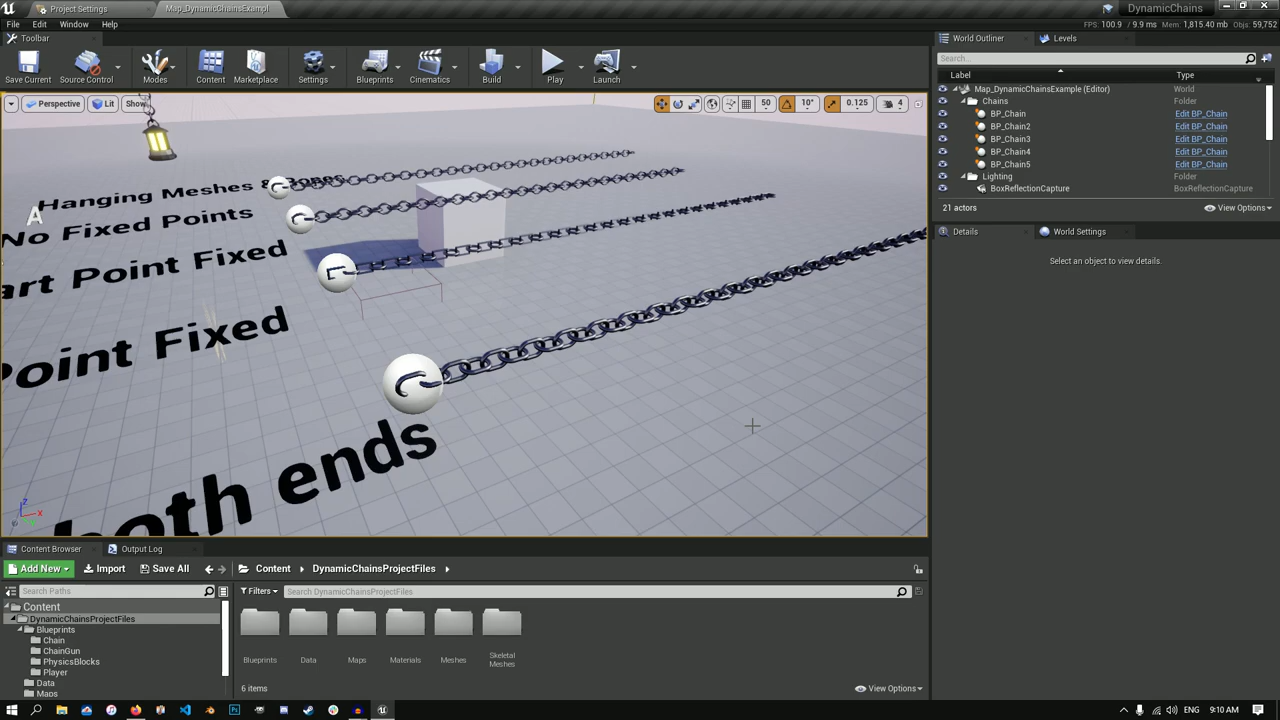 Project Settings
Map_DynamicChainsExampl
DynamicChains
File Edit Window Help
FPS: 100.9 / 9.9 ms Mem: 1,815.40 mb Objs: 59,752
Toolbar
Save Current
Source Control
Modes
Content
Marketplace
Settings
Blueprints
Cinematics
Build
Play
Launch
Perspective
Lit
Show
50
10°
0.125
4
Hanging Meshes & Bones
No Fixed Points
art Point Fixed
Point Fixed
both ends
A
Z
X
Y
World Outliner
Levels
Search...
Label
Type
Map_DynamicChainsExample (Editor) World
Chains Folder
BP_Chain Edit BP_Chain
BP_Chain2 Edit BP_Chain
BP_Chain3 Edit BP_Chain
BP_Chain4 Edit BP_Chain
BP_Chain5 Edit BP_Chain
Lighting Folder
BoxReflectionCapture BoxReflectionCapture
21 actors
View Options
Details
World Settings
Select an object to view details.
Content Browser
Output Log
Add New
Import
Save All
Content
DynamicChainsProjectFiles
Search Paths
Filters
Search DynamicChainsProjectFiles
Content
DynamicChainsProjectFiles
Blueprints
Chain
ChainGun
PhysicsBlocks
Player
Data
Maps
Blueprints
Data
Maps
Materials
Meshes
Skeletal
Meshes
6 items
View Options
ENG
9:10 AM